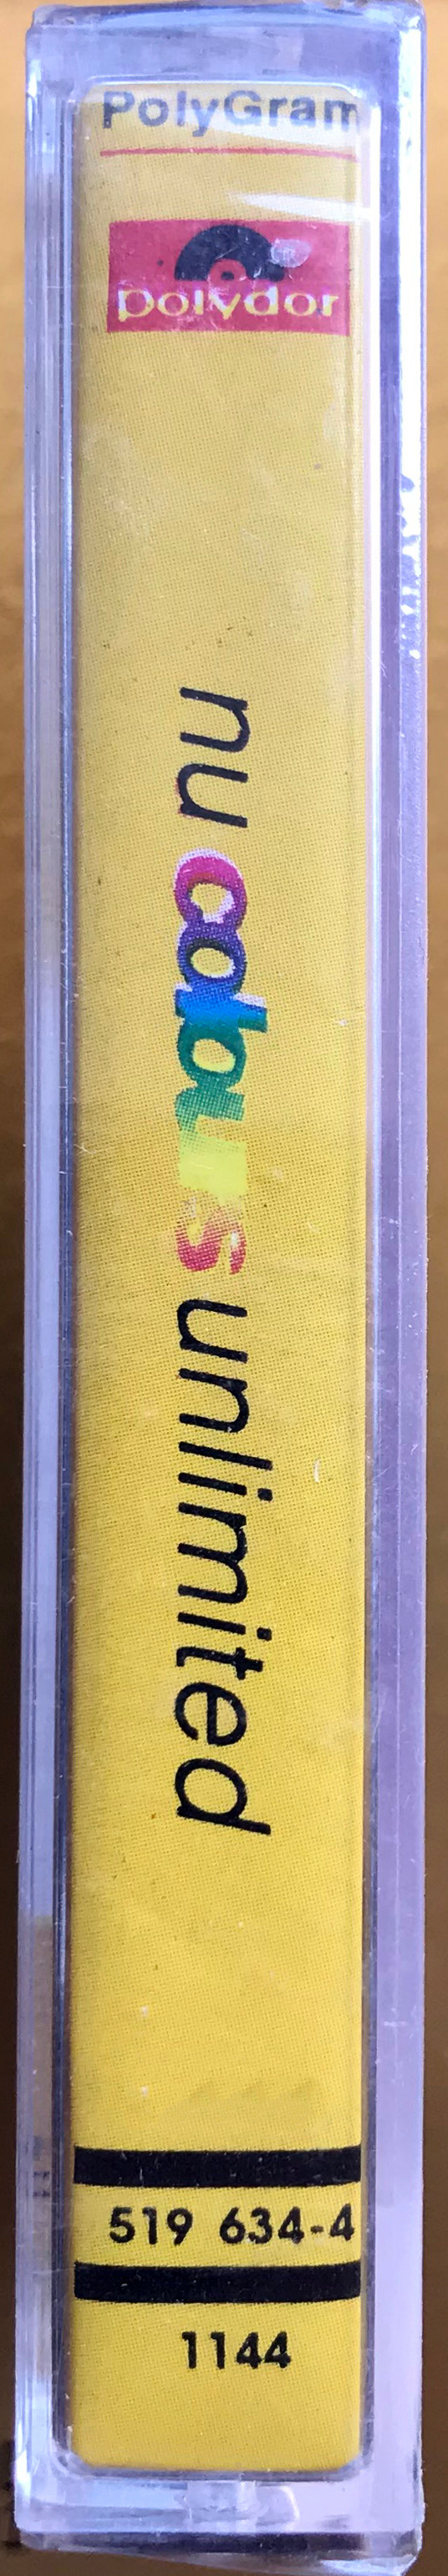 PolyGram
polydor
nu colours unlimited
519 634-4
1144